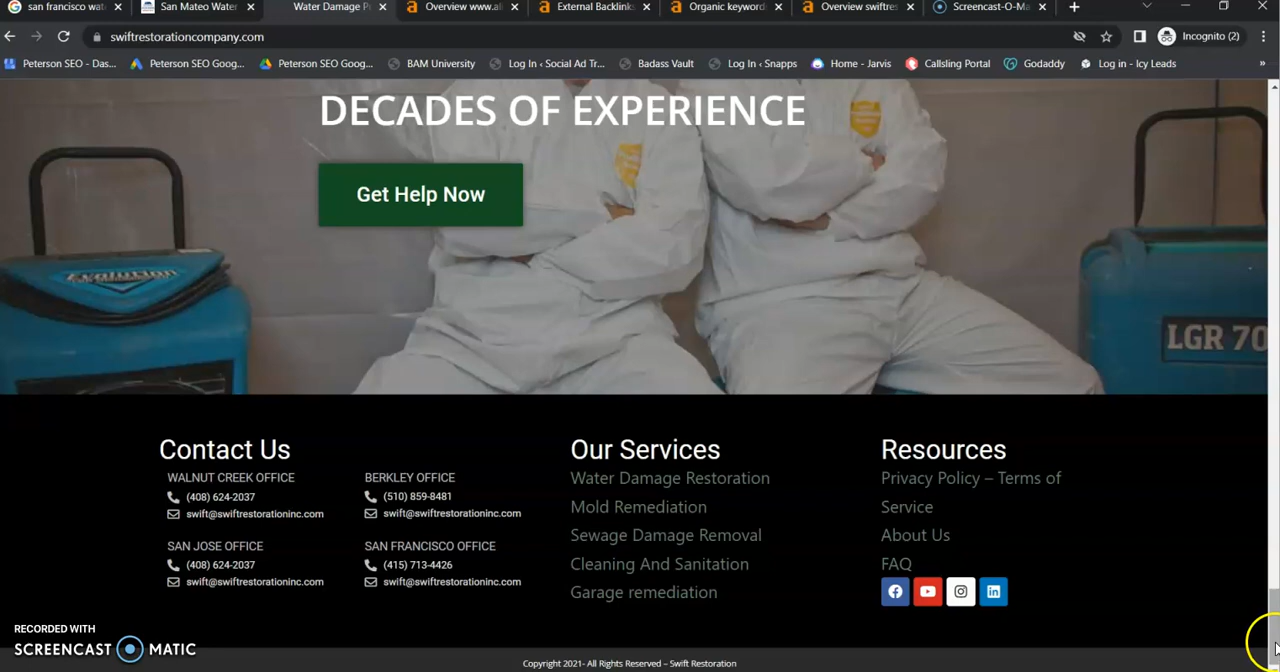 san francisco wat
San Mateo Water
Water Damage P
Overview www.al
External Backlinks
Organic keyword
Overview swiftres
Screencast-O-Ma
swiftrestorationcompany.com
Incognito (2)
Peterson SEO - Das...
Peterson SEO Goog...
Peterson SEO Goog...
BAM University
Log In ‹ Social Ad Tr...
Badass Vault
Log In ‹ Snapps
Home - Jarvis
Callsling Portal
Godaddy
Log in - Icy Leads
»
DECADES OF EXPERIENCE
Get Help Now
Evolution
LGR 70
Contact Us
WALNUT CREEK OFFICE
(408) 624-2037
swift@swiftrestorationinc.com
BERKLEY OFFICE
(510) 859-8481
swift@swiftrestorationinc.com
SAN JOSE OFFICE
(408) 624-2037
swift@swiftrestorationinc.com
SAN FRANCISCO OFFICE
(415) 713-4426
swift@swiftrestorationinc.com
Our Services
Water Damage Restoration
Mold Remediation
Sewage Damage Removal
Cleaning And Sanitation
Garage remediation
Resources
Privacy Policy – Terms of
Service
About Us
FAQ
RECORDED WITH
SCREENCAST MATIC
Copyright 2021- All Rights Reserved – Swift Restoration